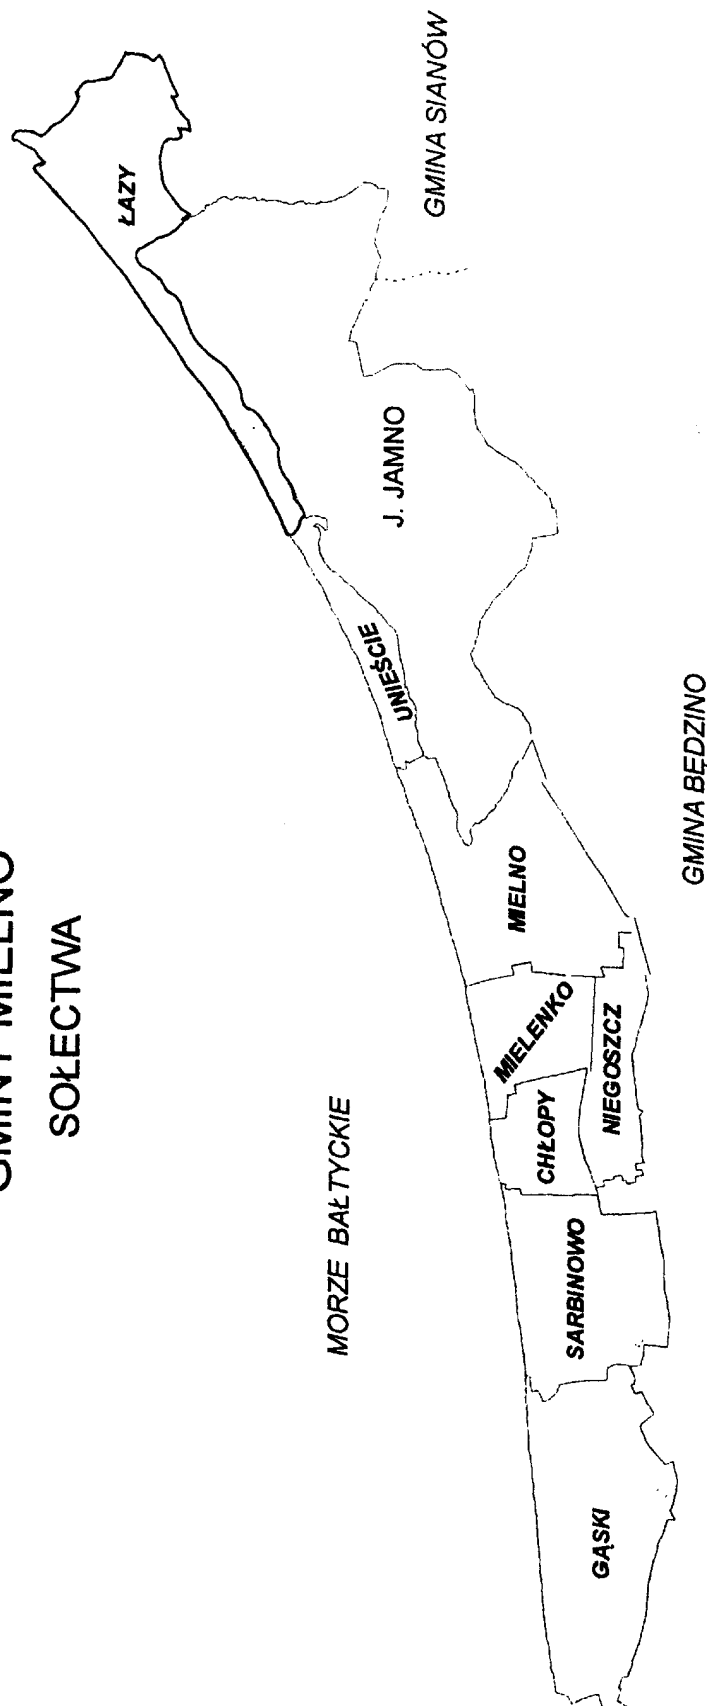 GMINY MIELNO
SOŁECTWA
MORZE BAŁTYCKIE
GMINA SIANÓW
GMINA BĘDZINO
ŁAZY
J. JAMNO
UNIEŚCIE
MIELNO
MIELENKO
CHŁOPY
NIEGOSZCZ
SARBINOWO
GĄSKI